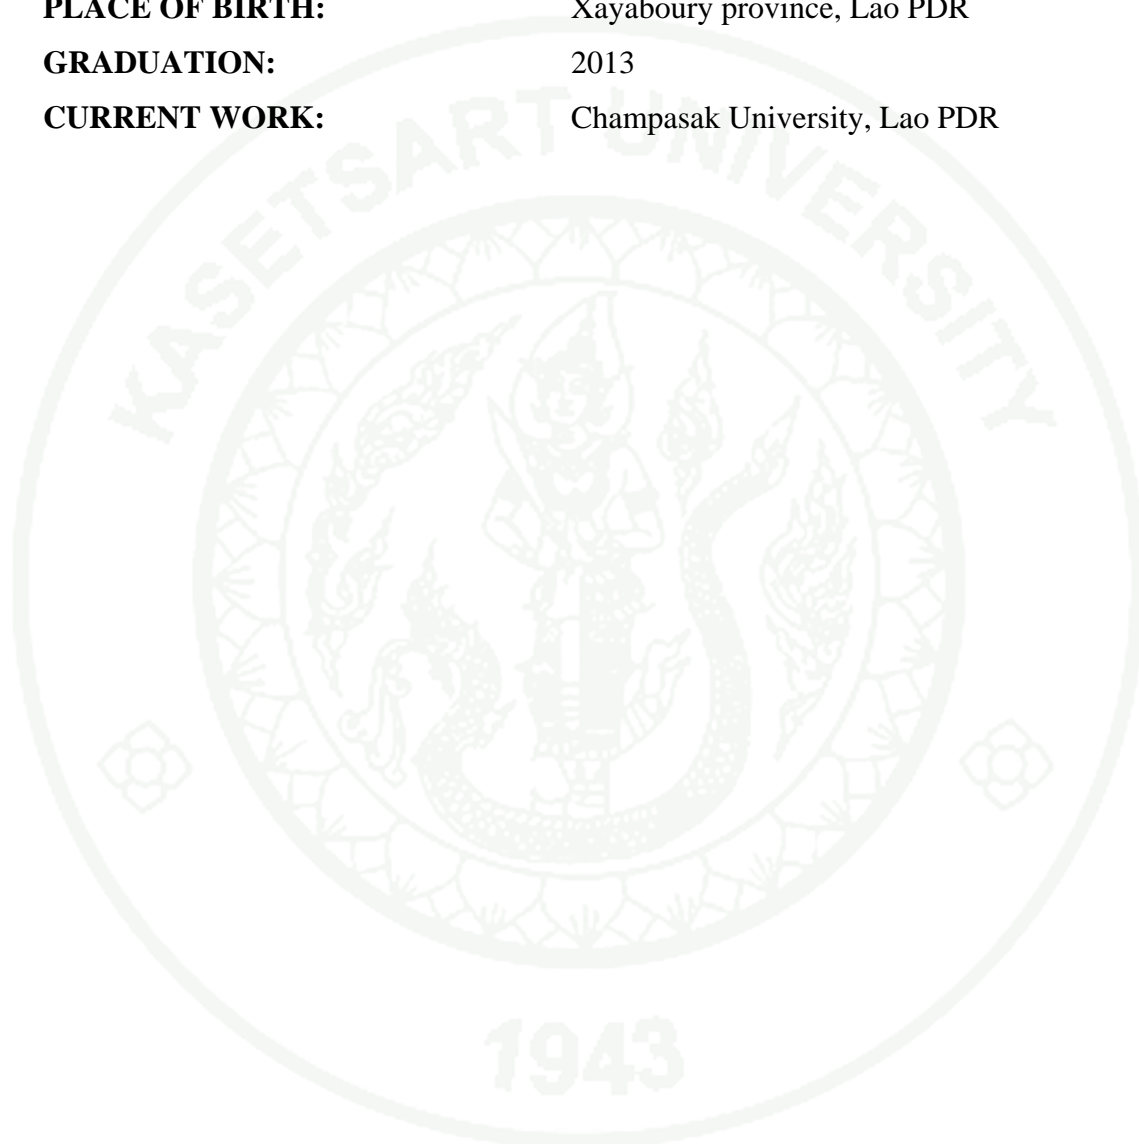 PLACE OF BIRTH: Xayaboury province, Lao PDR
GRADUATION: 2013
CURRENT WORK: Champasak University, Lao PDR
KASETSART UNIVERSITY
1943